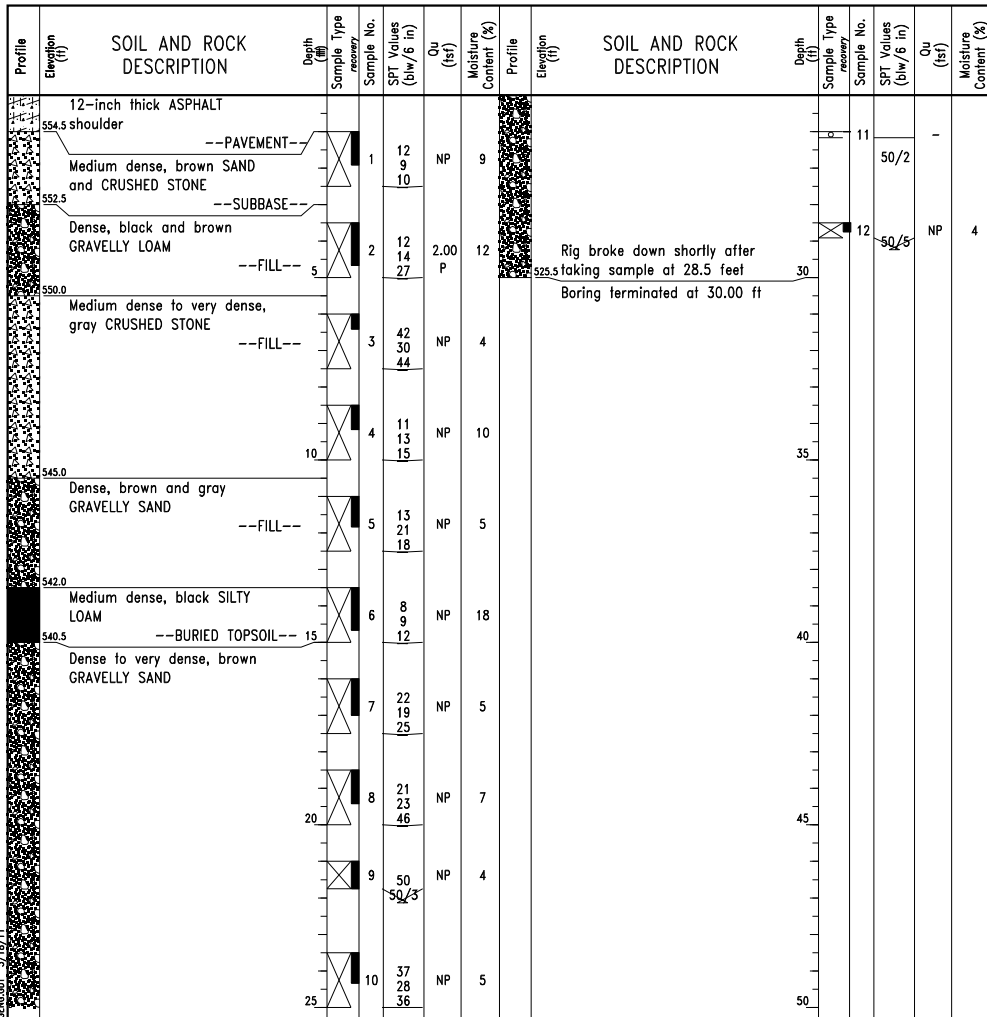 Profile
Elevation (ft)
SOIL AND ROCK DESCRIPTION
Depth (ft)
Sample Type
recovery
Sample No.
SPT Values (blw/6 in)
Qu (tsf)
Moisture Content (%)
Profile
Elevation (ft)
SOIL AND ROCK DESCRIPTION
Depth (ft)
Sample Type
recovery
Sample No.
SPT Values (blw/6 in)
Qu (tsf)
Moisture Content (%)
12-inch thick ASPHALT
554.5 shoulder
--PAVEMENT--
Medium dense, brown SAND
and CRUSHED STONE
1 12 9 10 NP 9
552.5
--SUBBASE--
Dense, black and brown
GRAVELLY LOAM
--FILL--
5
2 12 14 27 2.00 P 12
550.0
Medium dense to very dense,
gray CRUSHED STONE
--FILL--
3 42 30 44 NP 4
4 11 13 15 NP 10
10
545.0
Dense, brown and gray
GRAVELLY SAND
--FILL--
5 13 21 18 NP 5
542.0
Medium dense, black SILTY
LOAM
6 8 9 12 NP 18
540.5 --BURIED TOPSOIL-- 15
Dense to very dense, brown
GRAVELLY SAND
7 22 19 25 NP 5
8 21 23 46 NP 7
20
9 50 50/3 NP 4
10 37 28 36 NP 5
25
11 50/2 -
12 50/5 NP 4
Rig broke down shortly after
525.5 taking sample at 28.5 feet 30
Boring terminated at 30.00 ft
35
40
45
50